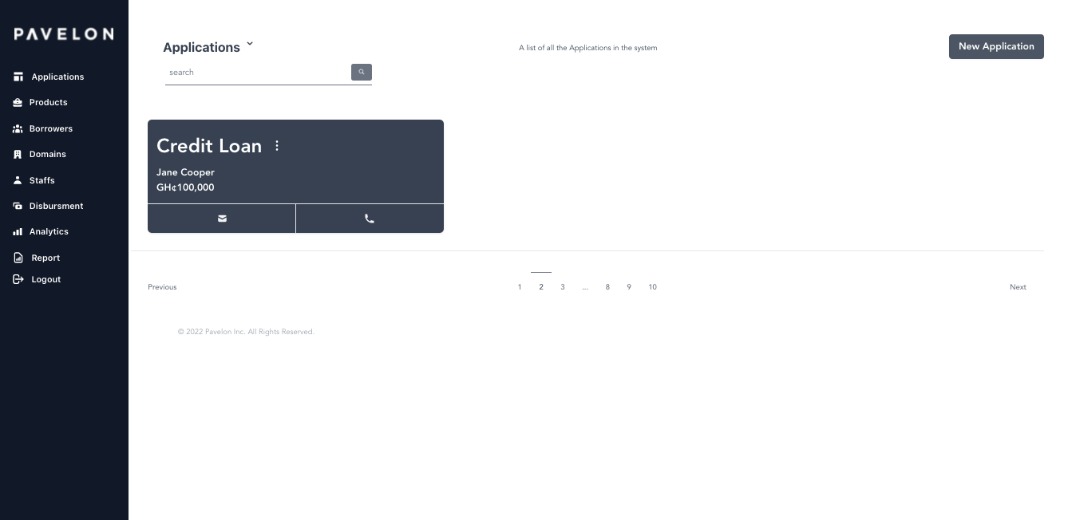 PAVELON
Applications
Products
Borrowers
Domains
Staffs
Disbursment
Analytics
Report
Logout
Applications
A list of all the Applications in the system
New Application
search
Credit Loan
Jane Cooper
GH¢100,000
Previous
1 2 3 ... 8 9 10
Next
© 2022 Pavelon Inc. All Rights Reserved.